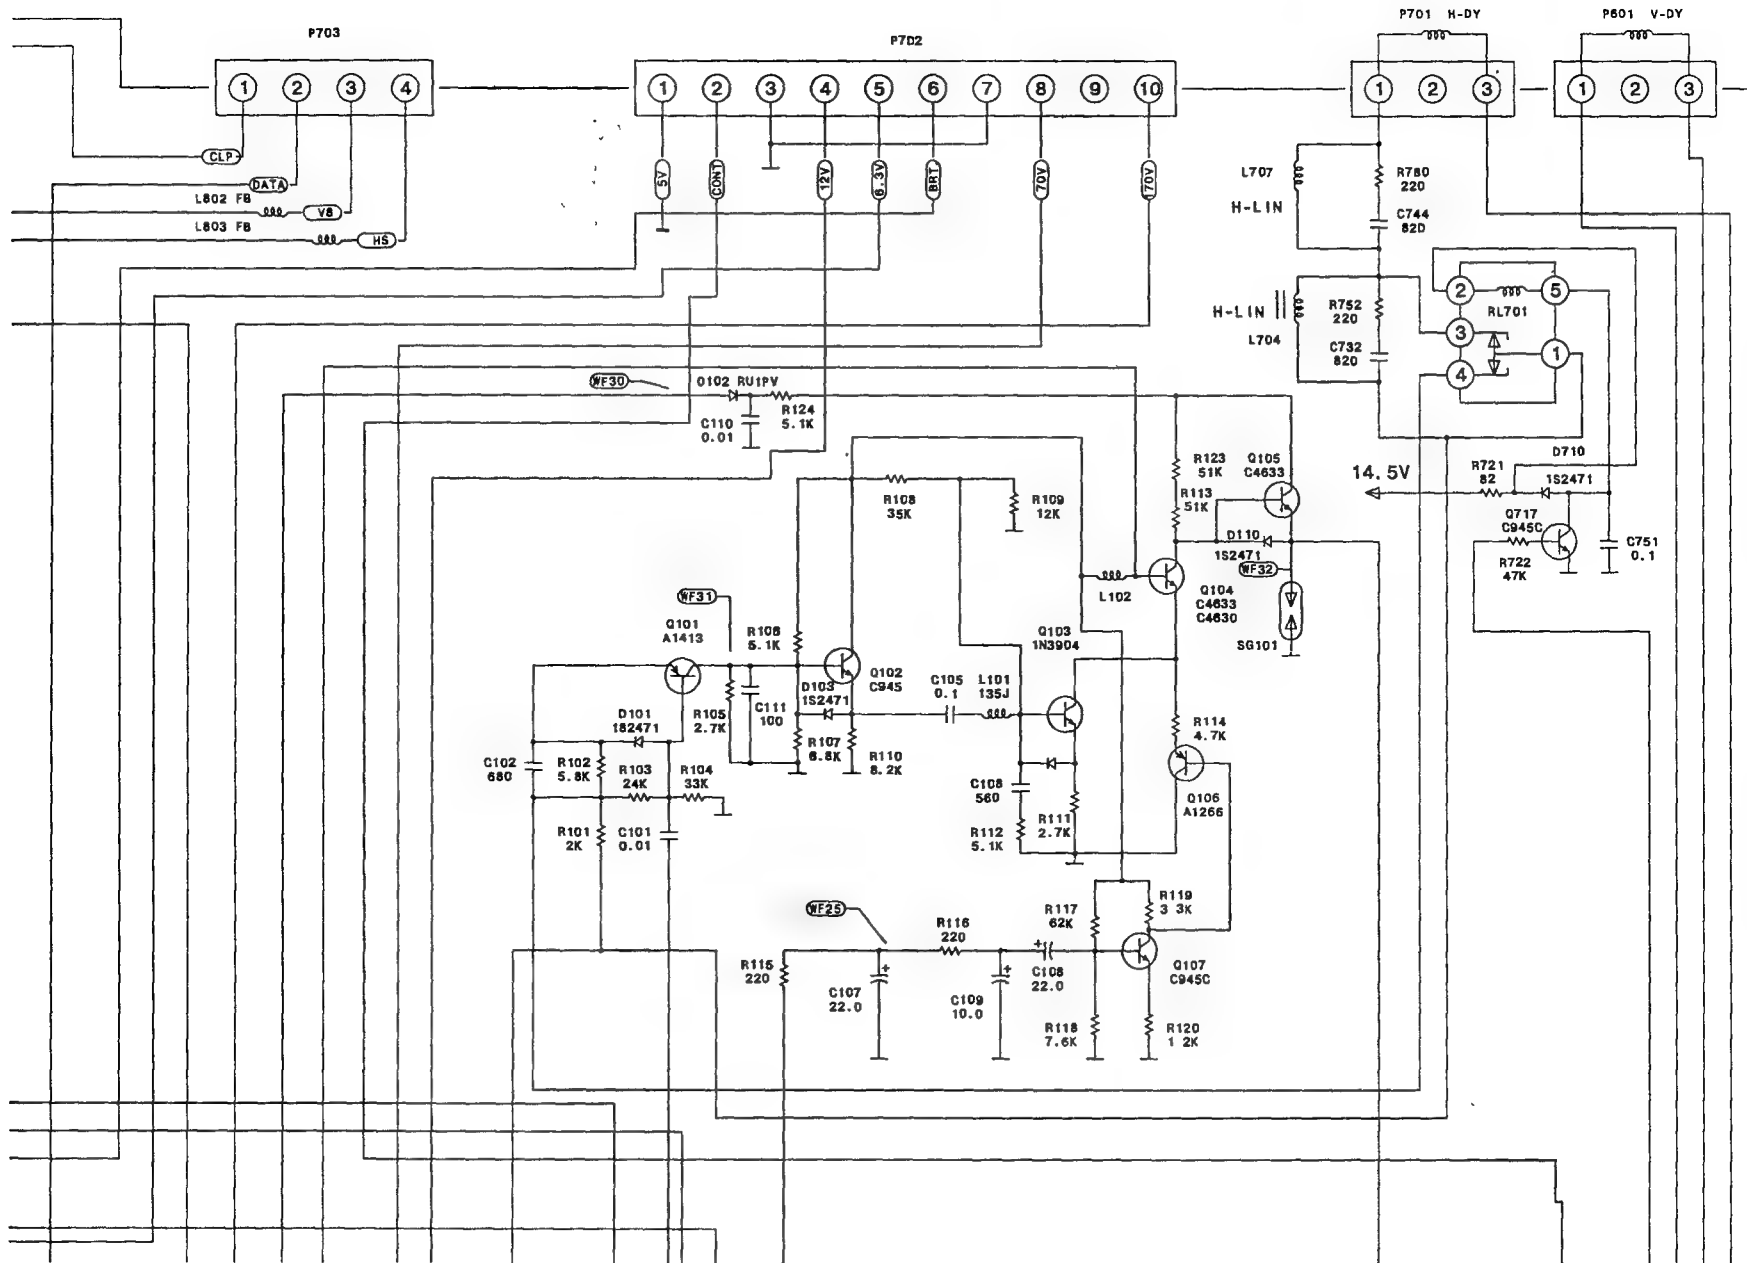 P701 H-DY
P601 V-DY
P703
P7D2
1 2 3 4
1 2 3 4 5 6 7 8 9 10
1 2 3
1 2 3
CLP
DATA
L802 FB
VS
L803 FB
HS
5V
CONT
12V
6.3V
BRT
70V
170V
L707
H-LIN
R780
220
C744
82D
H-LIN
L704
R752
220
C732
820
2
5
RL701
3
1
4
WF30
D102 RU1PV
C110
0.01
R124
5.1K
R108
35K
R109
12K
R123
51K
R113
51K
Q105
C4633
14.5V
R721
82
D710
1S2471
Q717
C945C
R722
47K
C751
0.1
D110
1S2471
WF32
L102
Q104
C4633
C4630
SG101
WF31
Q101
A1413
R106
5.1K
Q102
C945
Q103
1N3904
D103
1S2471
C105
0.1
L101
135J
D101
1S2471
R105
2.7K
C111
100
R107
6.8K
R110
8.2K
R114
4.7K
C102
680
R102
5.8K
R103
24K
R104
33K
C108
560
Q106
A1266
R101
2K
C101
0.01
R112
5.1K
R111
2.7K
WF25
R116
220
R117
62K
R119
3 3K
R115
220
C107
22.0
C109
10.0
+
+
+
C108
22.0
Q107
C945C
R118
7.6K
R120
1 2K